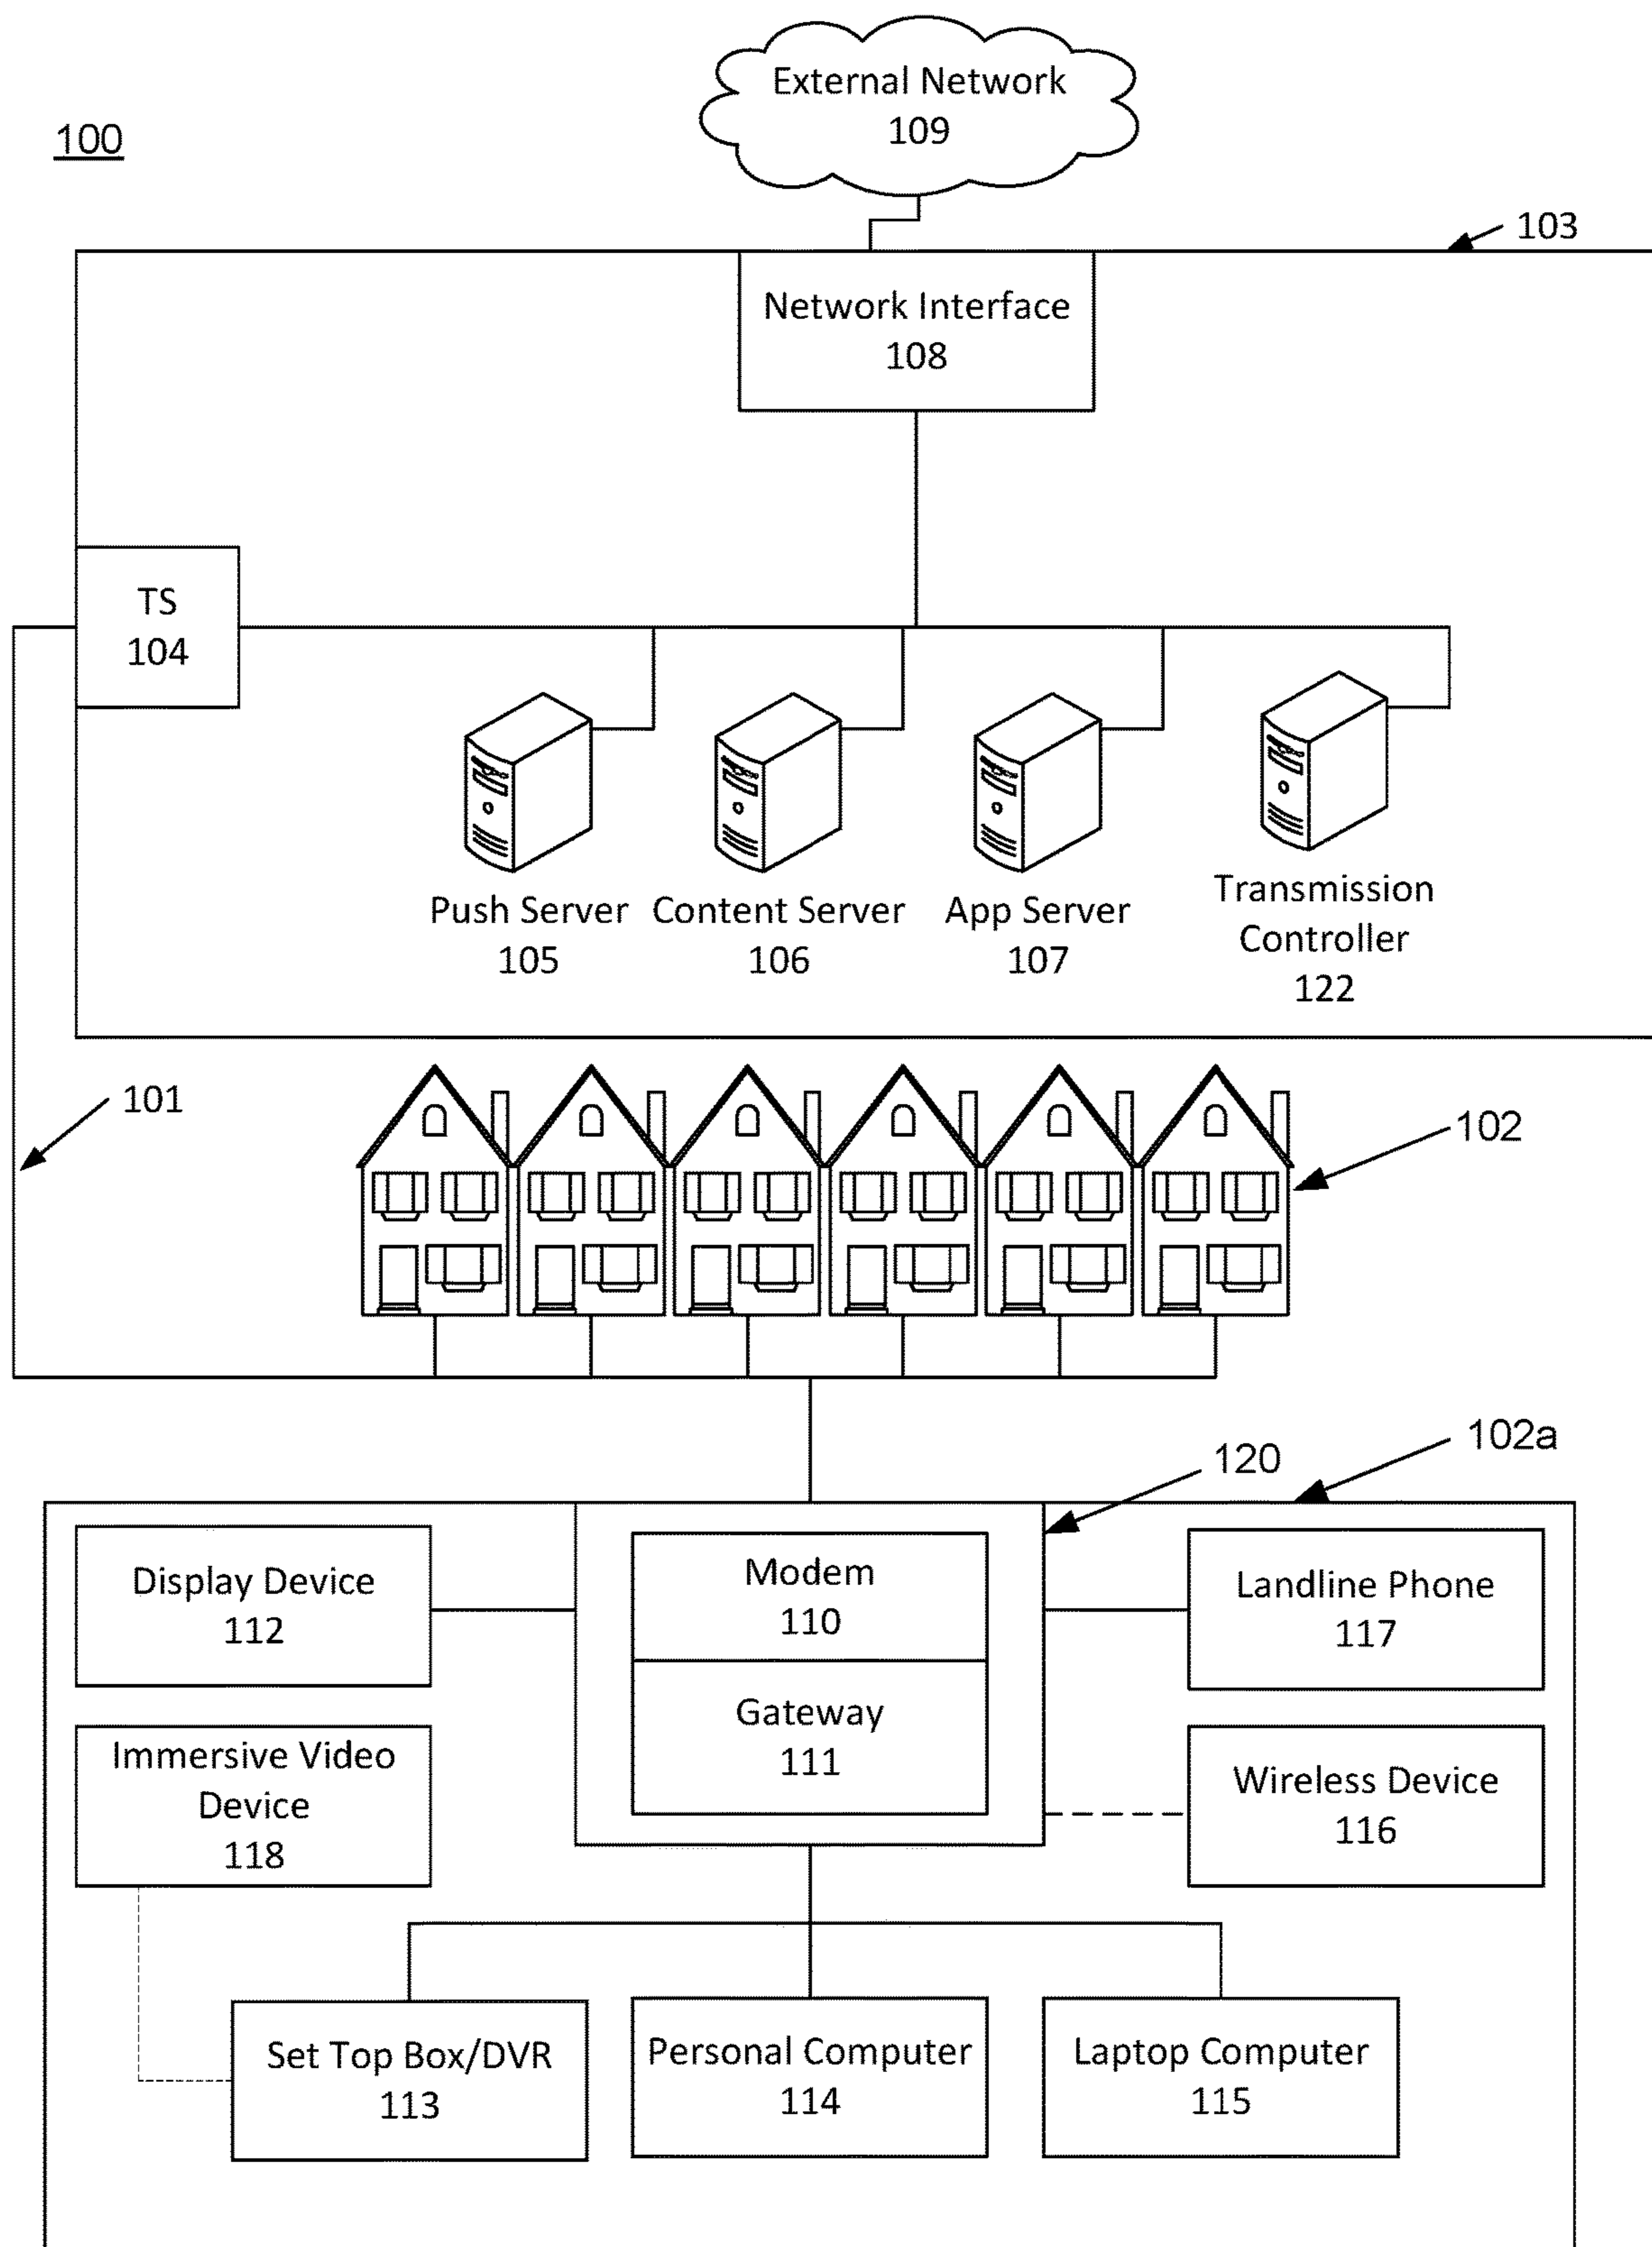 External Network
109
100
103
Network Interface
108
TS
104
Push Server
105
Content Server
106
App Server
107
Transmission
Controller
122
101
102
102a
120
Display Device
112
Modem
110
Landline Phone
117
Gateway
111
Immersive Video
Device
118
Wireless Device
116
Set Top Box/DVR
113
Personal Computer
114
Laptop Computer
115